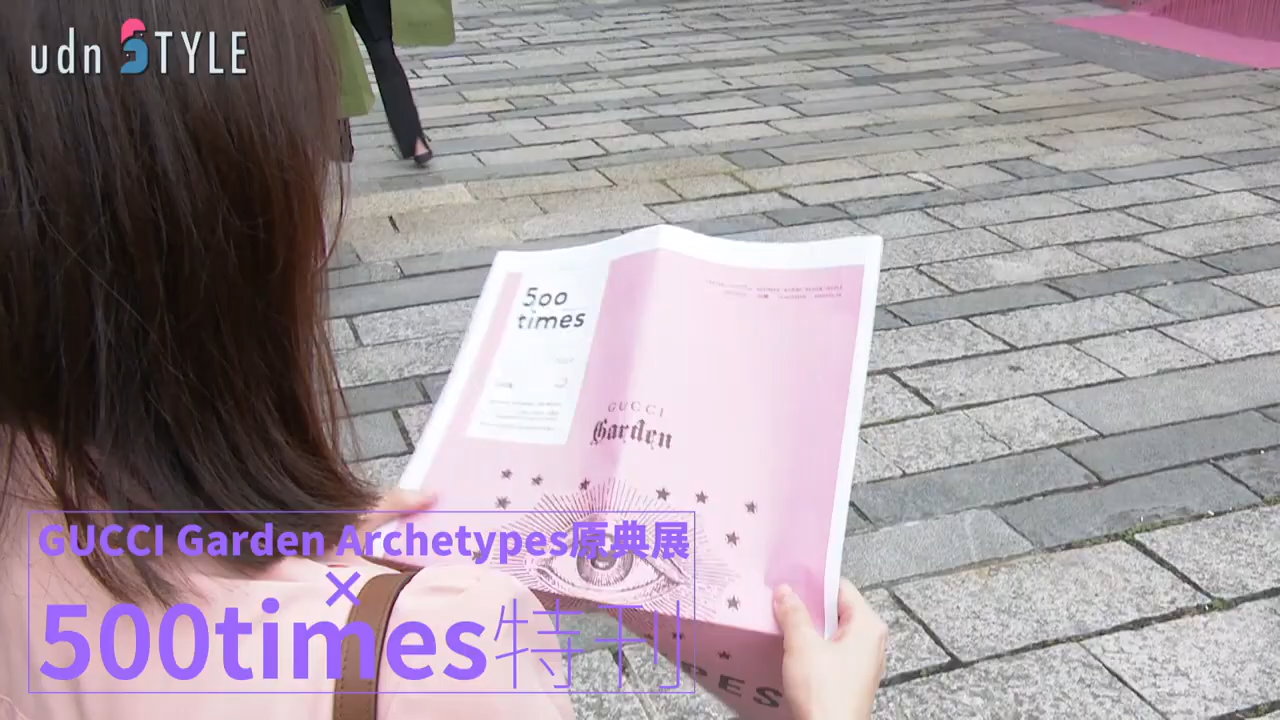 udn STYLE
500
times
GUCCI
Garden
GUCCI Garden Archetypes原典展
×
500times特刊